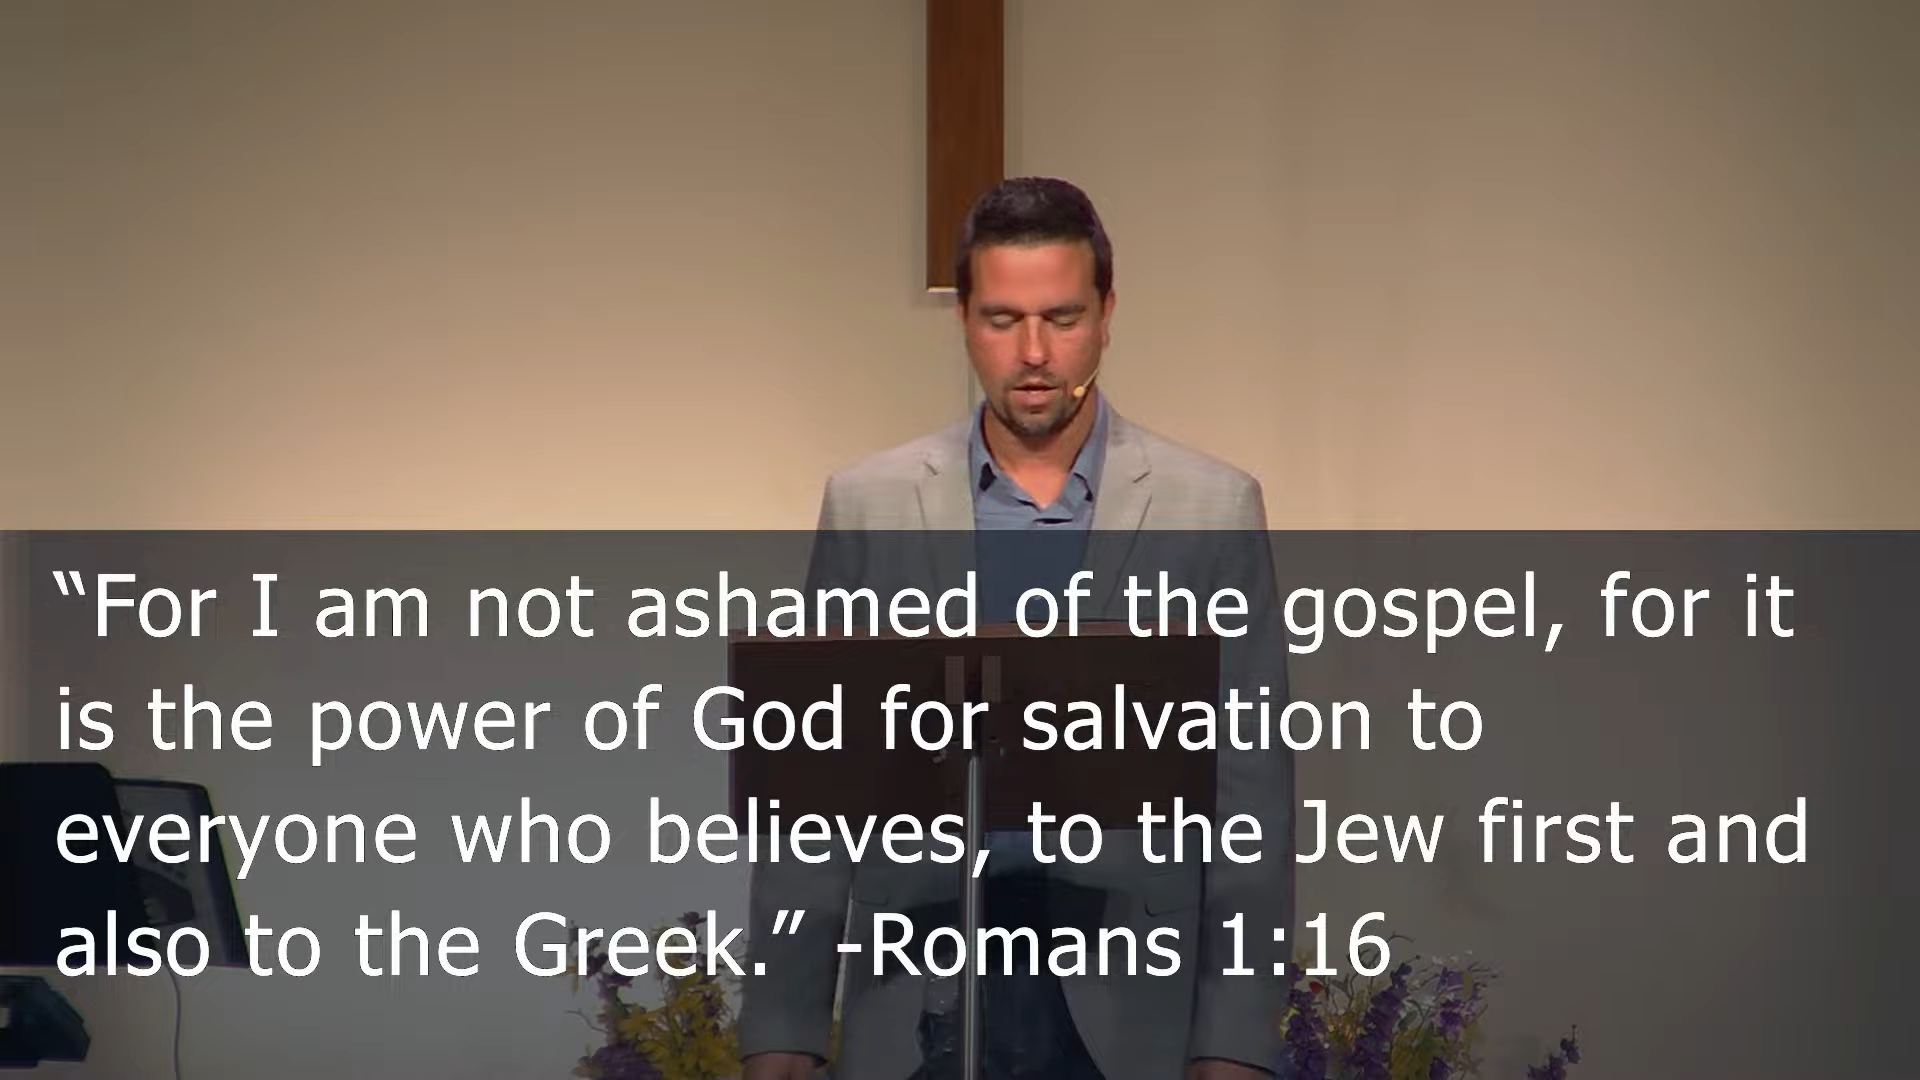 “For I am not ashamed of the gospel, for it
is the power of God for salvation to
everyone who believes, to the Jew first and
also to the Greek.” -Romans 1:16